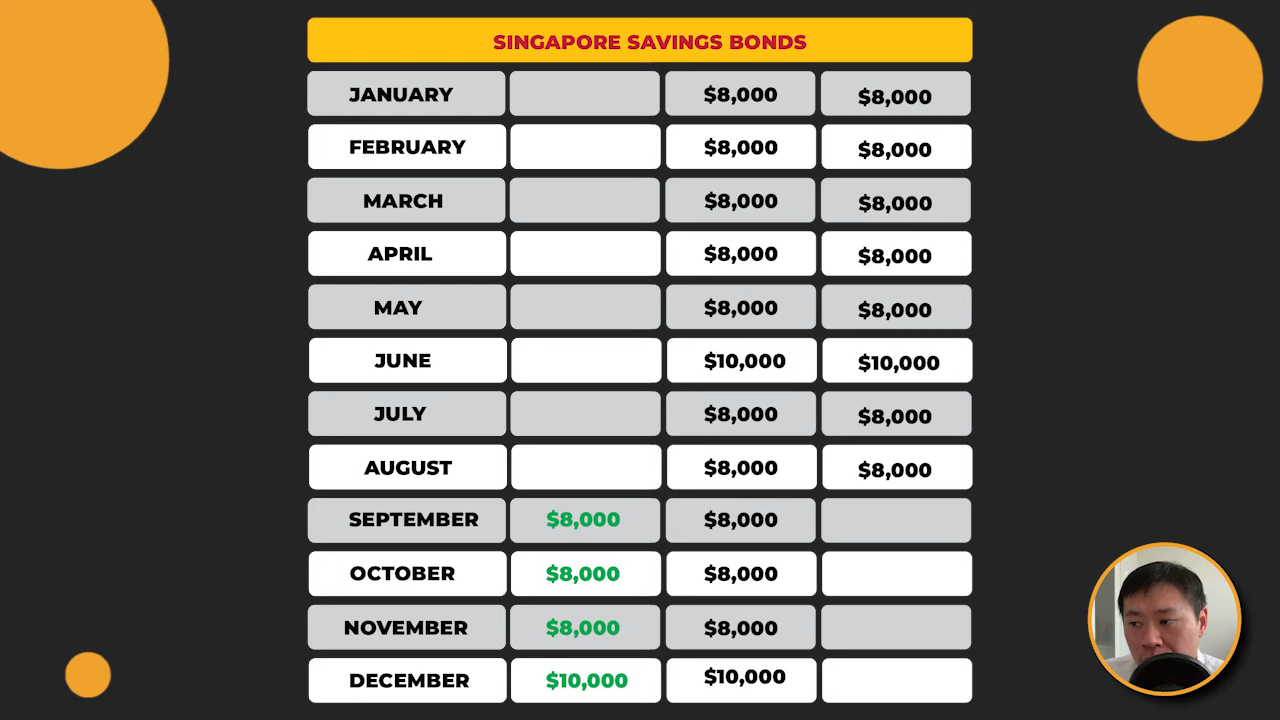 SINGAPORE SAVINGS BONDS
JANUARY $8,000 $8,000
FEBRUARY $8,000 $8,000
MARCH $8,000 $8,000
APRIL $8,000 $8,000
MAY $8,000 $8,000
JUNE $10,000 $10,000
JULY $8,000 $8,000
AUGUST $8,000 $8,000
SEPTEMBER $8,000 $8,000
OCTOBER $8,000 $8,000
NOVEMBER $8,000 $8,000
DECEMBER $10,000 $10,000